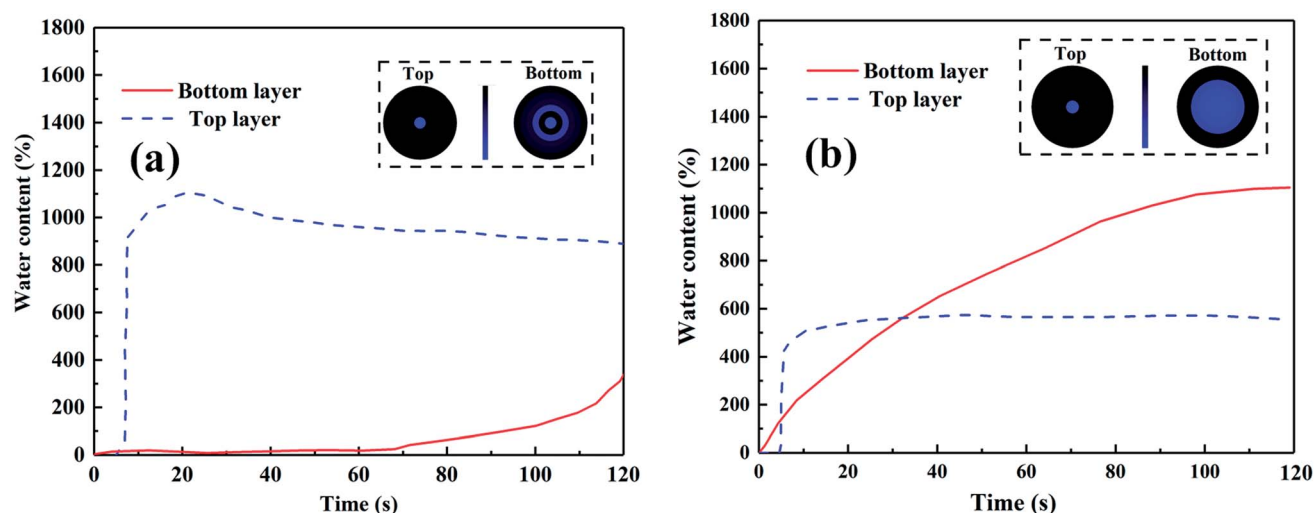 1800
1600
1400
1200
1000
800
600
400
200
0
Water content (%)
Bottom layer
Top layer
(a)
Top
Bottom
0 20 40 60 80 100 120
Time (s)
1800
1600
1400
1200
1000
800
600
400
200
0
Water content (%)
Bottom layer
Top layer
(b)
Top
Bottom
0 20 40 60 80 100 120
Time (s)